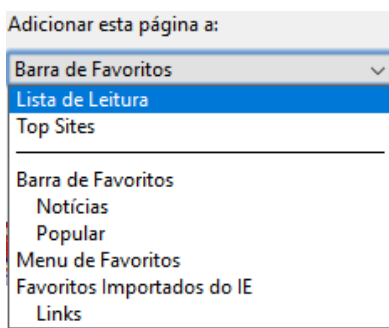 Adicionar esta página a:
Barra de Favoritos
Lista de Leitura
Top Sites
Barra de Favoritos
Notícias
Popular
Menu de Favoritos
Favoritos Importados do IE
Links